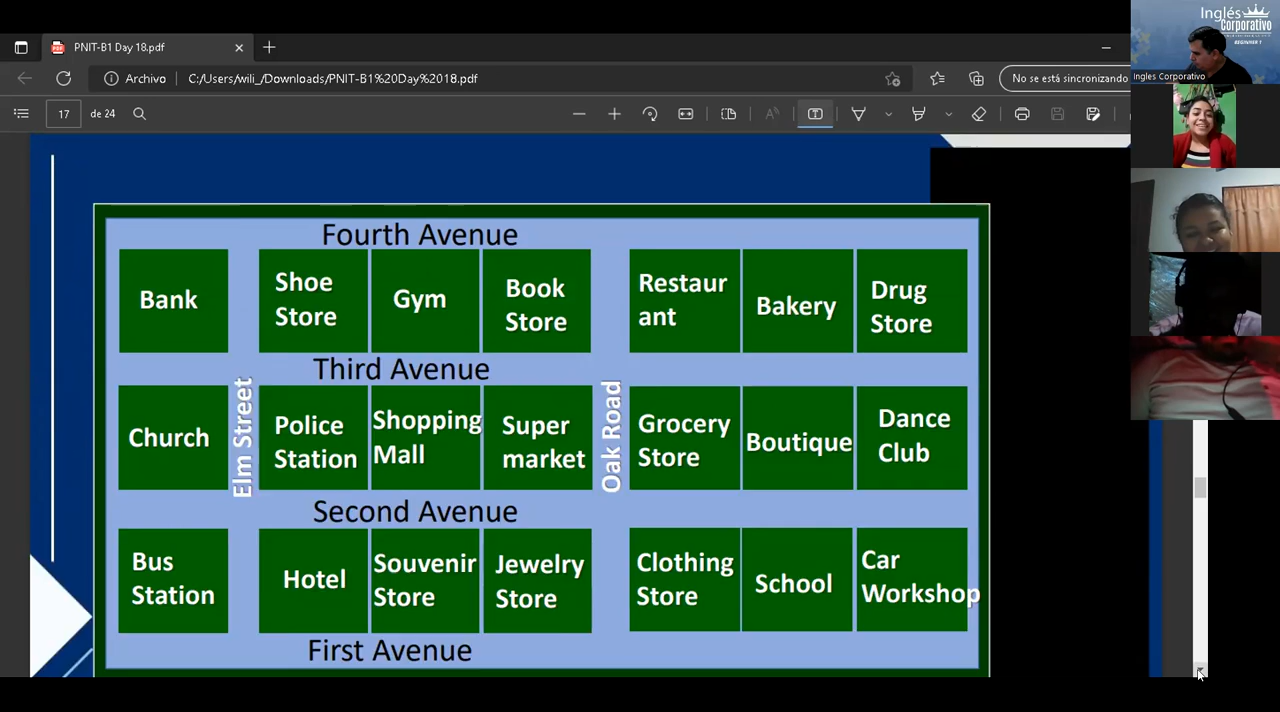 PNIT-B1 Day 18.pdf
Archivo
C:/Users/wili_/Downloads/PNIT-B1%20Day%2018.pdf
No se está sincronizando
17
de 24
Inglés
Corporativo
BEGINNER 1
Ingles Corporativo
Fourth Avenue
Bank
Shoe
Store
Gym
Book
Store
Restaur
ant
Bakery
Drug
Store
Third Avenue
Church
Elm Street
Police
Station
Shopping
Mall
Super
market
Oak Road
Grocery
Store
Boutique
Dance
Club
Second Avenue
Bus
Station
Hotel
Souvenir
Store
Jewelry
Store
Clothing
Store
School
Car
Workshop
First Avenue